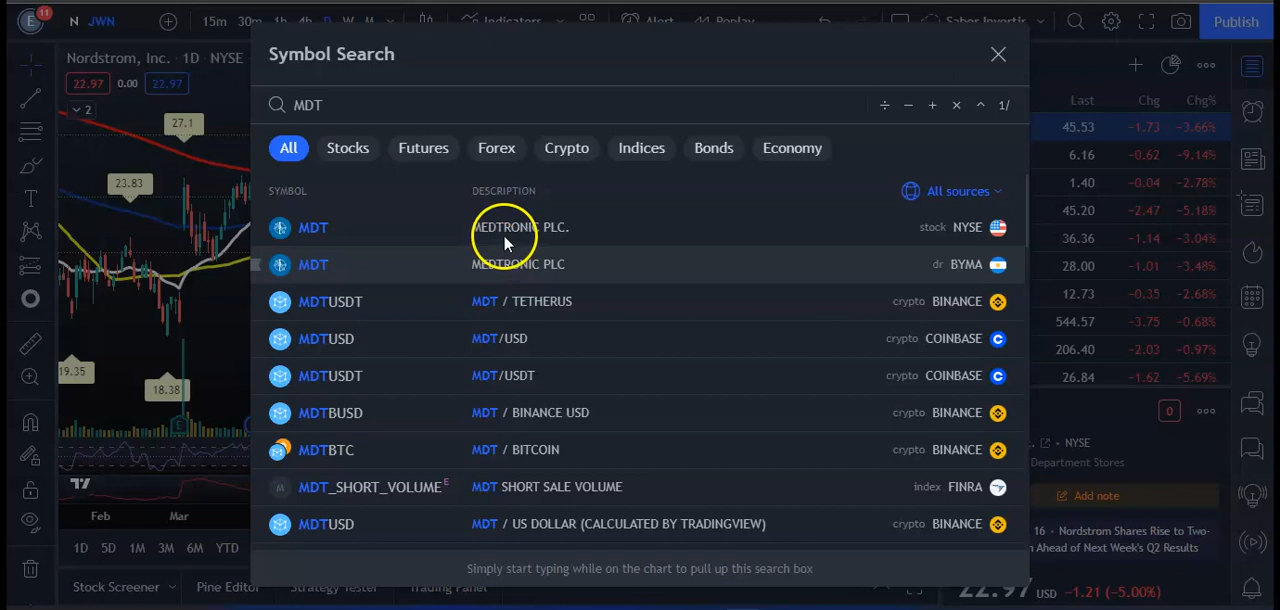 E 11 N JWN 15m 30m 1h 4h D W M Indicators Alert Replay Sabor Invertir Publish
Nordstrom, Inc. · 1D · NYSE
22.97 0.00 22.97
2
27.1
23.83
19.35
18.38
E
Feb Mar
1D 5D 1M 3M 6M YTD
Stock Screener Pine Editor Strategy Tester Trading Panel
Symbol Search
MDT ÷ − + × ^ 1/
All Stocks Futures Forex Crypto Indices Bonds Economy
SYMBOL DESCRIPTION All sources
MDT MEDTRONIC PLC. stock NYSE
MDT MEDTRONIC PLC dr BYMA
MDTUSDT MDT / TETHERUS crypto BINANCE
MDTUSD MDT/USD crypto COINBASE
MDTUSDT MDT/USDT crypto COINBASE
MDTBUSD MDT / BINANCE USD crypto BINANCE
MDTBTC MDT / BITCOIN crypto BINANCE
M MDT_SHORT_VOLUME E MDT SHORT SALE VOLUME index FINRA
MDTUSD MDT / US DOLLAR (CALCULATED BY TRADINGVIEW) crypto BINANCE
Simply start typing while on the chart to pull up this search box
Last Chg Chg%
45.53 −1.73 −3.66%
6.16 −0.62 −9.14%
1.40 −0.04 −2.78%
45.20 −2.47 −5.18%
36.36 −1.14 −3.04%
28.00 −1.01 −3.48%
12.73 −0.35 −2.68%
544.57 −3.75 −0.68%
206.40 −2.03 −0.97%
26.84 −1.62 −5.69%
0
NYSE
Department Stores
Add note
16 · Nordstrom Shares Rise to Two-
Ahead of Next Week's Q2 Results
22.97 USD −1.21 (−5.00%)